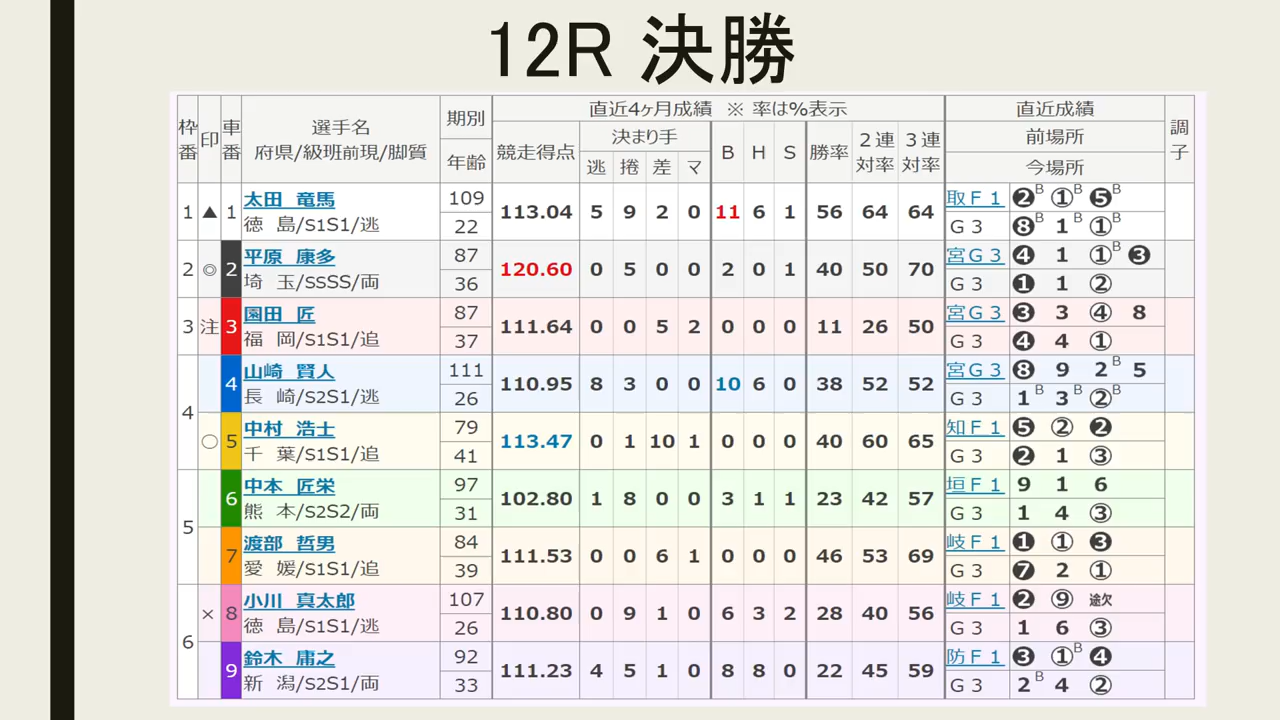 12R 決勝
枠番 印 車番 選手名 府県/級班前現/脚質 期別 年齢 直近4ヶ月成績 ※ 率は%表示 直近成績 調子
競走得点 決まり手 B H S 勝率 2連対率 3連対率 前場所
逃 捲 差 マ 今場所
1 ▲ 1 太田 竜馬 109 113.04 5 9 2 0 11 6 1 56 64 64 取F1 ❷B ①B ❺B
徳 島/S1S1/逃 22 G3 ❽B 1B ①B
2 ◎ 2 平原 康多 87 120.60 0 5 0 0 2 0 1 40 50 70 宮G3 ❹ 1 ①B ❸
埼 玉/SSSS/両 36 G3 ❶ 1 ②
3 注 3 園田 匠 87 111.64 0 0 5 2 0 0 0 11 26 50 宮G3 ❸ 3 ④ 8
福 岡/S1S1/追 37 G3 ❹ 4 ①
4 4 山崎 賢人 111 110.95 8 3 0 0 10 6 0 38 52 52 宮G3 ❽ 9 2B 5
長 崎/S2S1/逃 26 G3 1B 3B ②B
○ 5 中村 浩士 79 113.47 0 1 10 1 0 0 0 40 60 65 知F1 ❺ ② ❷
千 葉/S1S1/追 41 G3 ❷ 1 ③
5 6 中本 匠栄 97 102.80 1 8 0 0 3 1 1 23 42 57 垣F1 9 1 6
熊 本/S2S2/両 31 G3 1 4 ③
7 渡部 哲男 84 111.53 0 0 6 1 0 0 0 46 53 69 岐F1 ❶ ① ❸
愛 媛/S1S1/追 39 G3 ❼ 2 ①
6 × 8 小川 真太郎 107 110.80 0 9 1 0 6 3 2 28 40 56 岐F1 ❷ ⑨ 途欠
徳 島/S1S1/逃 26 G3 1 6 ③
9 鈴木 庸之 92 111.23 4 5 1 0 8 8 0 22 45 59 防F1 ❸ ①B ❹
新 潟/S2S1/両 33 G3 2B 4 ②